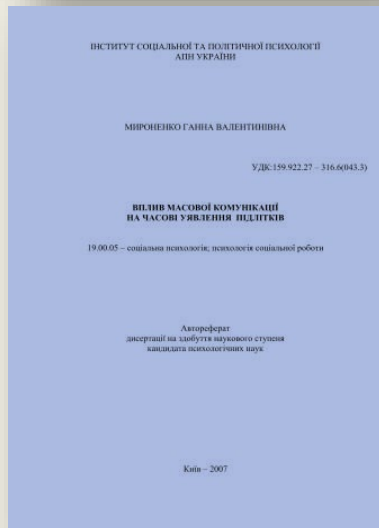 ІНСТИТУТ СОЦІАЛЬНОЇ ТА ПОЛІТИЧНОЇ ПСИХОЛОГІЇ
АПН УКРАЇНИ
МИРОНЕНКО ГАННА ВАЛЕНТИНІВНА
УДК:159.922.27 – 316.6(043.3)
ВПЛИВ МАСОВОЇ КОМУНІКАЦІЇ
НА ЧАСОВІ УЯВЛЕННЯ ПІДЛІТКІВ
19.00.05 – соціальна психологія; психологія соціальної роботи
Автореферат
дисертації на здобуття наукового ступеня
кандидата психологічних наук
Київ – 2007